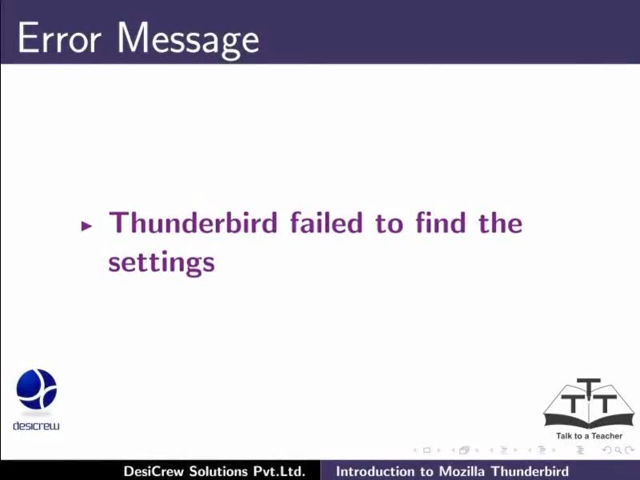 Error Message
Thunderbird failed to find the
settings
desicrew
TTT
Talk to a Teacher
DesiCrew Solutions Pvt.Ltd. Introduction to Mozilla Thunderbird